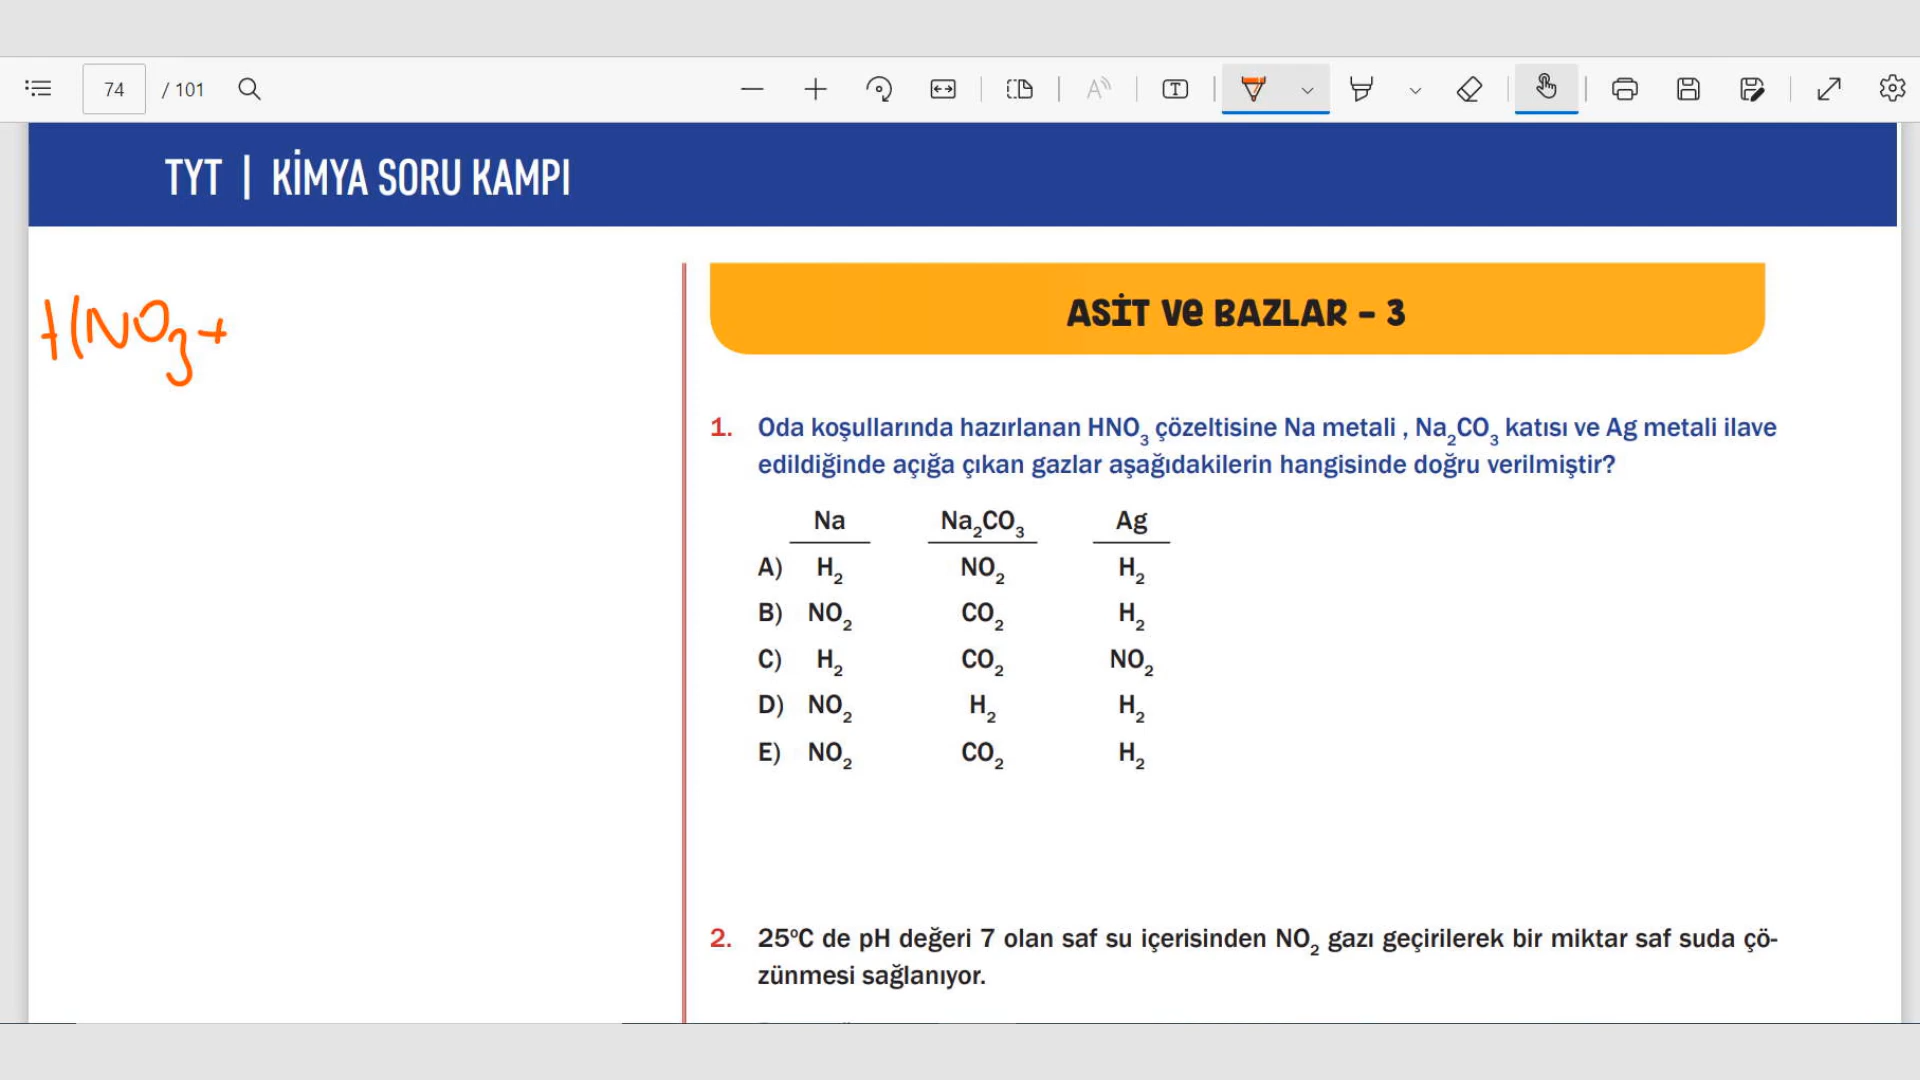 74 / 101
TYT | KİMYA SORU KAMPI
HNO3+
ASİT ve BAZLAR – 3
1. Oda koşullarında hazırlanan HNO3 çözeltisine Na metali , Na2CO3 katısı ve Ag metali ilave
edildiğinde açığa çıkan gazlar aşağıdakilerin hangisinde doğru verilmiştir?
Na Na2CO3 Ag
A) H2 NO2 H2
B) NO2 CO2 H2
C) H2 CO2 NO2
D) NO2 H2 H2
E) NO2 CO2 H2
2. 25ºC de pH değeri 7 olan saf su içerisinden NO2 gazı geçirilerek bir miktar saf suda çö-
zünmesi sağlanıyor.